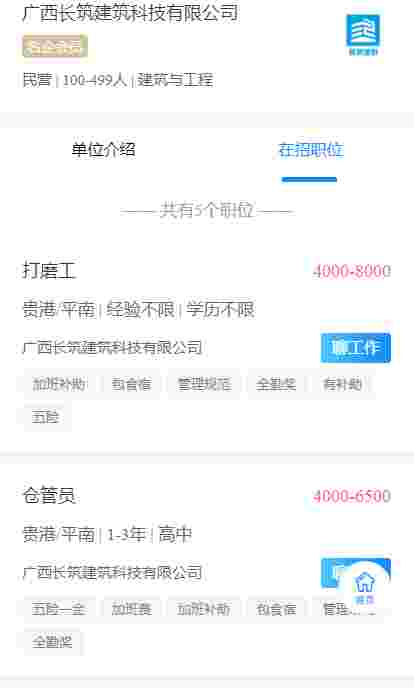 广西长筑建筑科技有限公司
名企会员
民营 | 100-499人 | 建筑与工程
单位介绍 在招职位
共有5个职位
打磨工 4000-8000
贵港/平南 | 经验不限 | 学历不限
广西长筑建筑科技有限公司 聊工作
加班补助 包食宿 管理规范 全勤奖 有补助
五险
仓管员 4000-6500
贵港/平南 | 1-3年 | 高中
广西长筑建筑科技有限公司
首页
五险一金 加班费 加班补助 包食宿 管理
全勤奖